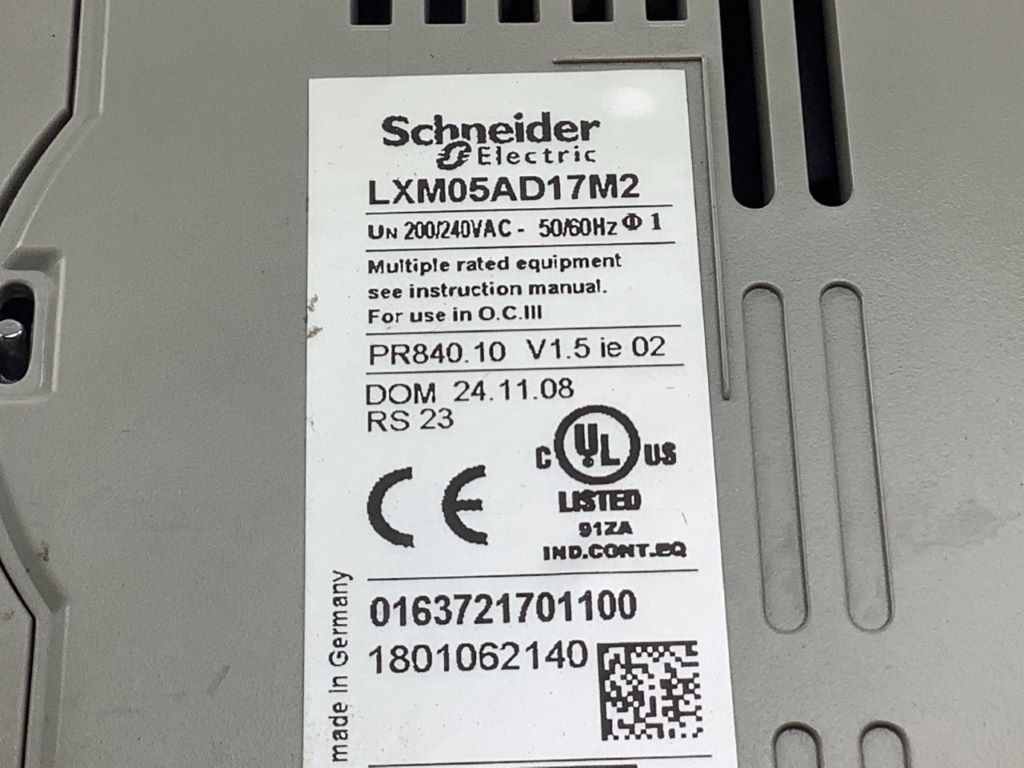 Schneider
Electric
LXM05AD17M2
UN 200/240VAC - 50/60Hz Φ 1
Multiple rated equipment
see instruction manual.
For use in O.C.III
PR840.10 V1.5 ie 02
DOM 24.11.08
RS 23
CE
C UL US
LISTED
91ZA
IND.CONT.EQ
0163721701100
1801062140
made in Germany